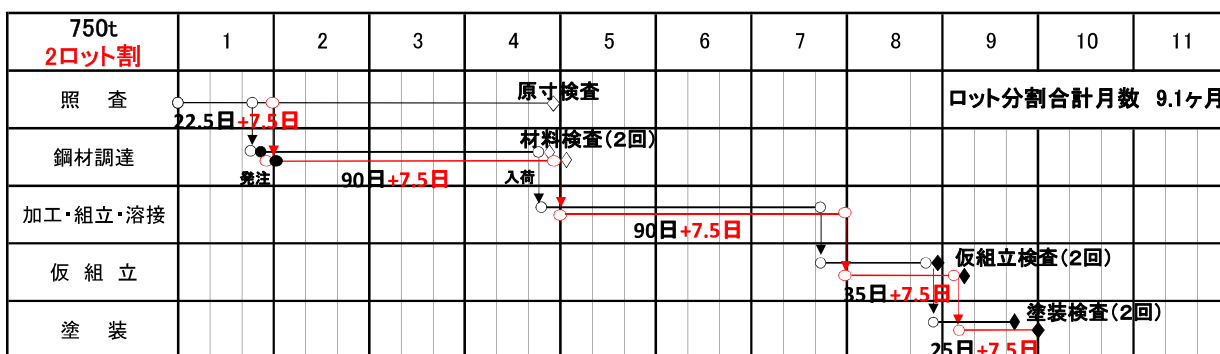 750t
2ロット割
1 2 3 4 5 6 7 8 9 10 11
照 査
原寸検査
ロット分割合計月数 9.1ヶ月
22.5日+7.5日
鋼材調達
材料検査(2回)
発注
90日+7.5日
入荷
加工・組立・溶接
90日+7.5日
仮 組 立
仮組立検査(2回)
35日+7.5日
塗 装
塗装検査(2回)
25日+7.5日